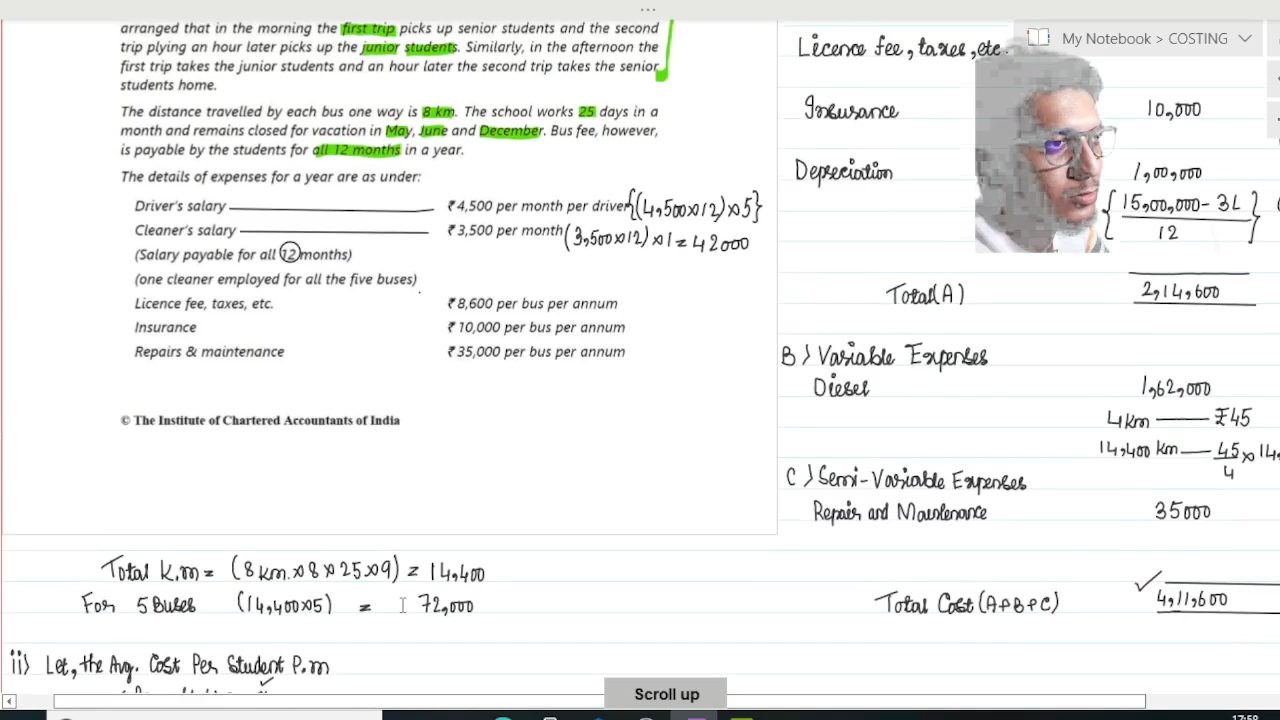 arranged that in the morning the first trip picks up senior students and the second
trip plying an hour later picks up the junior students. Similarly, in the afternoon the
first trip takes the junior students and an hour later the second trip takes the senior
students home.
The distance travelled by each bus one way is 8 km. The school works 25 days in a
month and remains closed for vacation in May, June and December. Bus fee, however,
is payable by the students for all 12 months in a year.
The details of expenses for a year are as under:
Driver's salary ₹ 4,500 per month per driver {(4,500×12)×5}
Cleaner's salary ₹ 3,500 per month (3,500×12)×1 = 42000
(Salary payable for all 12 months)
(one cleaner employed for all the five buses)
Licence fee, taxes, etc. ₹ 8,600 per bus per annum
Insurance ₹ 10,000 per bus per annum
Repairs & maintenance ₹ 35,000 per bus per annum
© The Institute of Chartered Accountants of India
My Notebook > COSTING
Licence fee, taxes, etc.
Insurance 10,000
Depreciation 1,00,000
{15,00,000 - 3L / 12}
Total (A) 2,14,600
B) Variable Expenses
Diesel 1,62,000
4km — ₹45
14,400 km — 45/4 × 14,
C) Semi-Variable Expenses
Repair and Maintenance 35000
Total Cost (A+B+C) 4,11,600
Total K.m = (8 km × 8 × 25 × 9) = 14,400
For 5 Buses (14,400×5) = 72,000
ii) Let, the Avg. Cost Per Student P.m
Scroll up
17:59